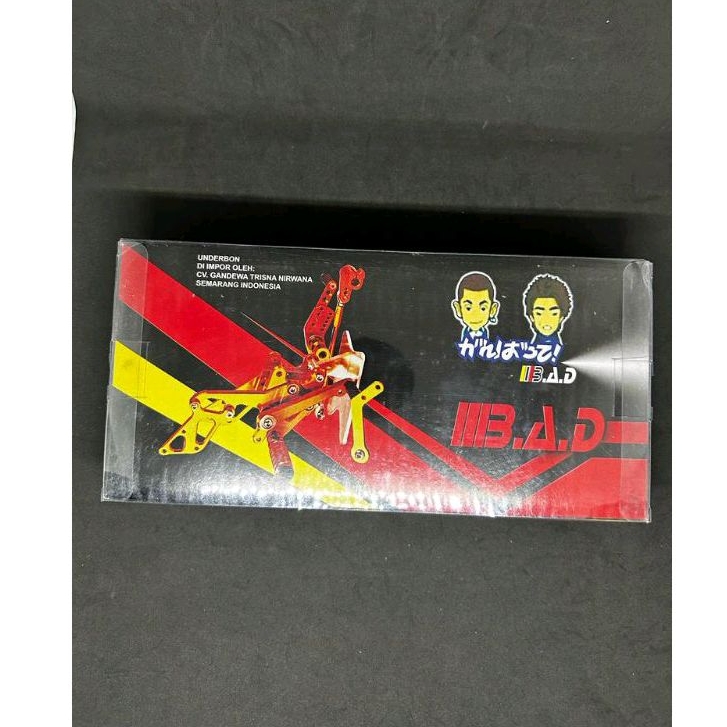 UNDERBON
DI IMPOR OLEH:
CV. GANDEWA TRISNA NIRWANA
SEMARANG INDONESIA
がんばって!
B.A.D
B.A.D